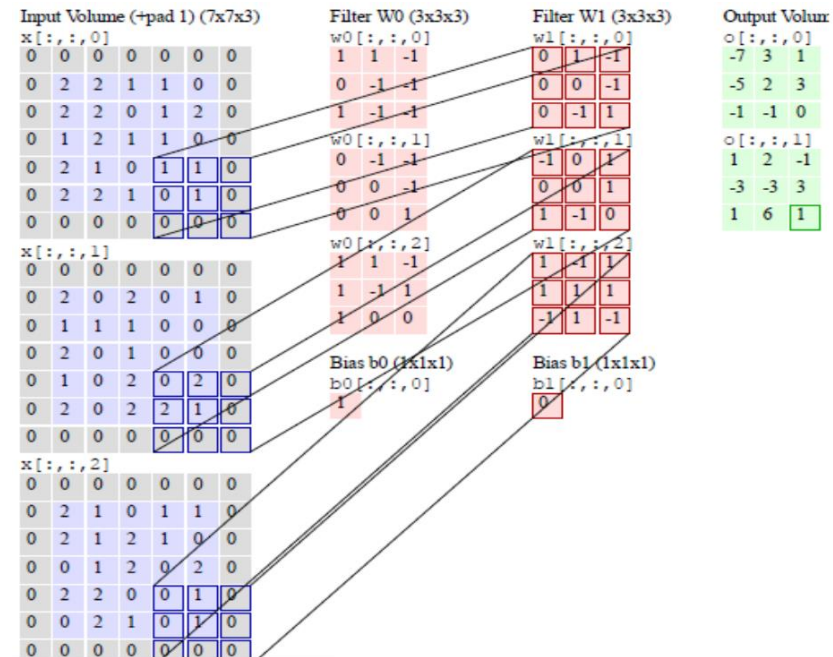 Input Volume (+pad 1) (7x7x3)
x[:,:,0]
0 0 0 0 0 0 0
0 2 2 1 1 0 0
0 2 2 0 1 2 0
0 1 2 1 1 0 0
0 2 1 0 1 1 0
0 2 2 1 0 1 0
0 0 0 0 0 0 0
x[:,:,1]
0 0 0 0 0 0 0
0 2 0 2 0 1 0
0 1 1 1 0 0 0
0 2 0 1 0 0 0
0 1 0 2 0 2 0
0 2 0 2 2 1 0
0 0 0 0 0 0 0
x[:,:,2]
0 0 0 0 0 0 0
0 2 1 0 1 1 0
0 2 1 2 1 0 0
0 0 1 2 0 2 0
0 2 2 0 0 1 0
0 0 2 1 0 1 0
0 0 0 0 0 0 0
Filter W0 (3x3x3)
w0[:,:,0]
1 1 -1
0 -1 -1
1 -1 -1
w0[:,:,1]
0 -1 -1
0 0 -1
0 0 1
w0[:,:,2]
1 1 -1
1 -1 1
1 0 0
Bias b0 (1x1x1)
b0[:,:,0]
1
Filter W1 (3x3x3)
w1[:,:,0]
0 1 -1
0 0 -1
0 -1 1
w1[:,:,1]
-1 0 1
0 0 1
1 -1 0
w1[:,:,2]
1 -1 1
1 1 1
-1 1 -1
Bias b1 (1x1x1)
b1[:,:,0]
0
Output Volum
o[:,:,0]
-7 3 1
-5 2 3
-1 -1 0
o[:,:,1]
1 2 -1
-3 -3 3
1 6 1